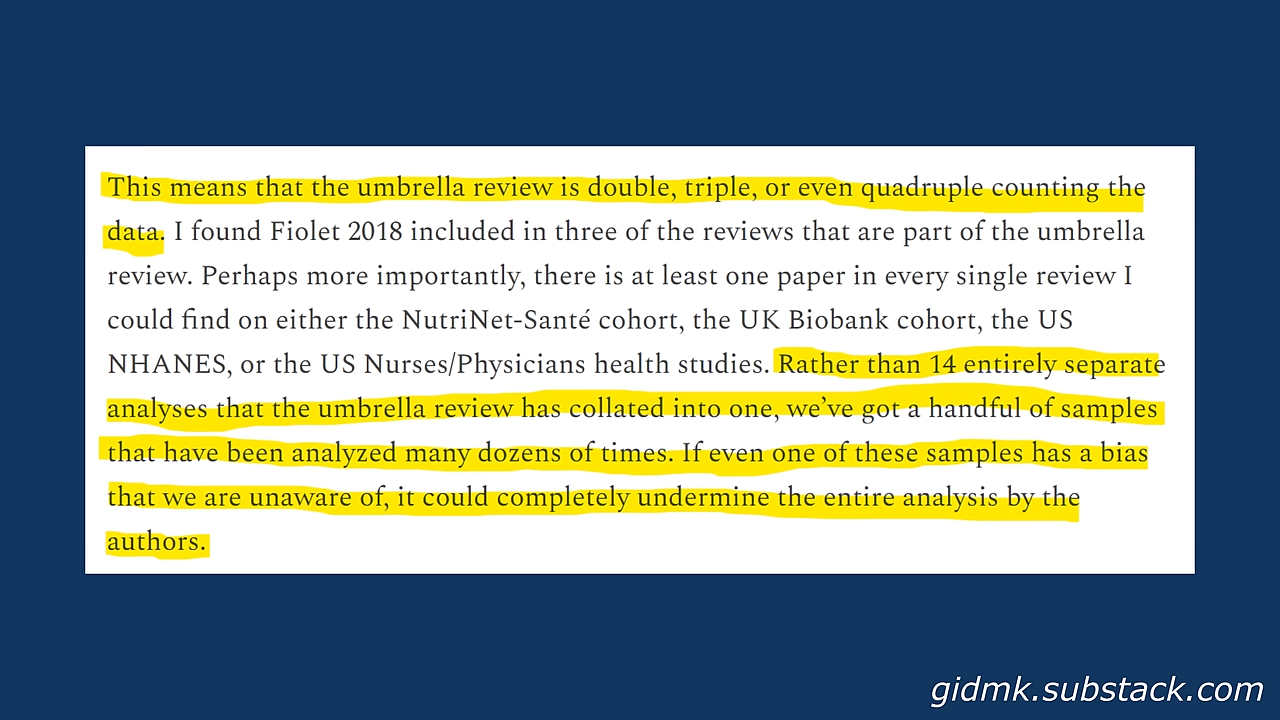 This means that the umbrella review is double, triple, or even quadruple counting the
data. I found Fiolet 2018 included in three of the reviews that are part of the umbrella
review. Perhaps more importantly, there is at least one paper in every single review I
could find on either the NutriNet-Santé cohort, the UK Biobank cohort, the US
NHANES, or the US Nurses/Physicians health studies. Rather than 14 entirely separate
analyses that the umbrella review has collated into one, we’ve got a handful of samples
that have been analyzed many dozens of times. If even one of these samples has a bias
that we are unaware of, it could completely undermine the entire analysis by the
authors.
gidmk.substack.com